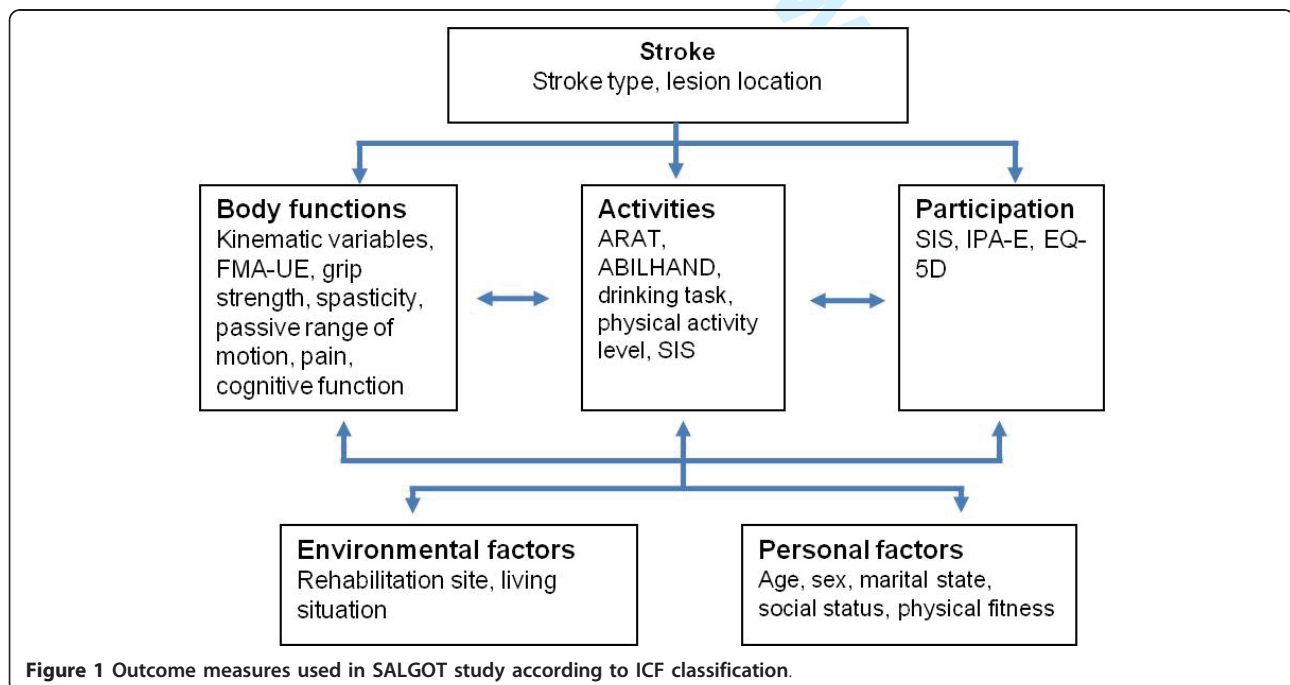 Stroke
Stroke type, lesion location
Body functions
Kinematic variables,
FMA-UE, grip
strength, spasticity,
passive range of
motion, pain,
cognitive function
Activities
ARAT,
ABILHAND,
drinking task,
physical activity
level, SIS
Participation
SIS, IPA-E, EQ-
5D
Environmental factors
Rehabilitation site, living
situation
Personal factors
Age, sex, marital state,
social status, physical fitness
Figure 1 Outcome measures used in SALGOT study according to ICF classification.